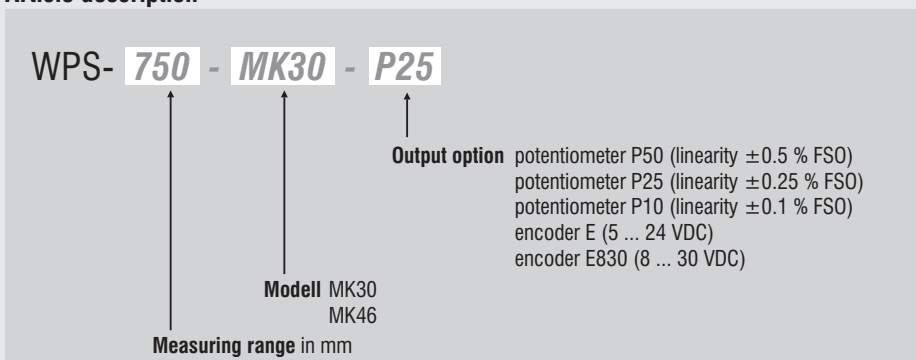 Article description
WPS- 750 - MK30 - P25
Output option potentiometer P50 (linearity ±0.5 % FSO)
potentiometer P25 (linearity ±0.25 % FSO)
potentiometer P10 (linearity ±0.1 % FSO)
encoder E (5 ... 24 VDC)
encoder E830 (8 ... 30 VDC)
Modell MK30
MK46
Measuring range in mm